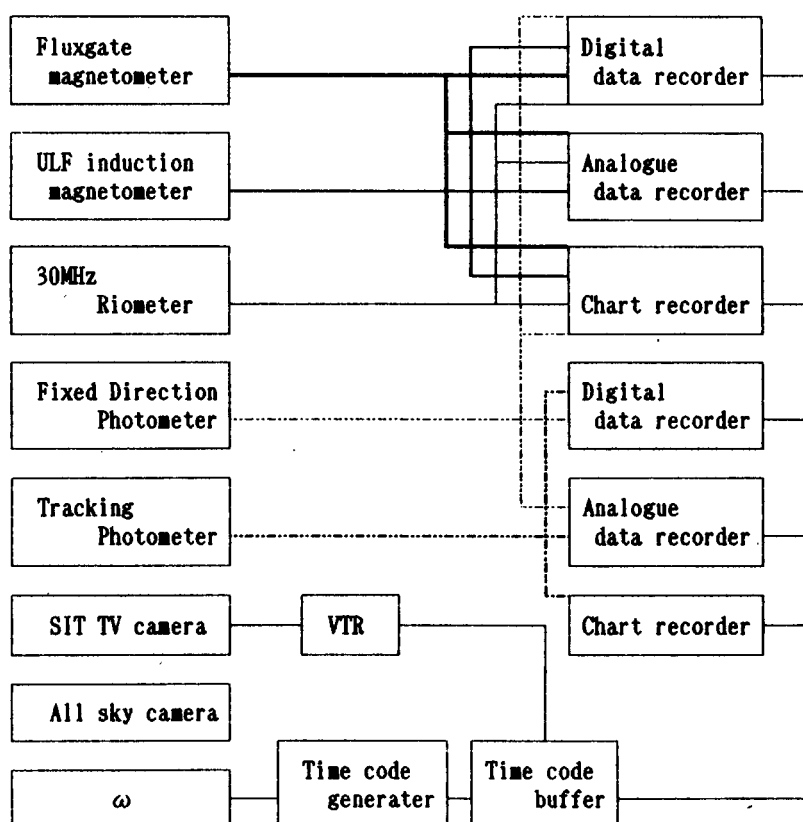 Fluxgate
magnetometer
Digital
data recorder
ULF induction
magnetometer
Analogue
data recorder
30MHz
Riometer
Chart recorder
Fixed Direction
Photometer
Digital
data recorder
Tracking
Photometer
Analogue
data recorder
SIT TV camera
VTR
Chart recorder
All sky camera
ω
Time code
generater
Time code
buffer